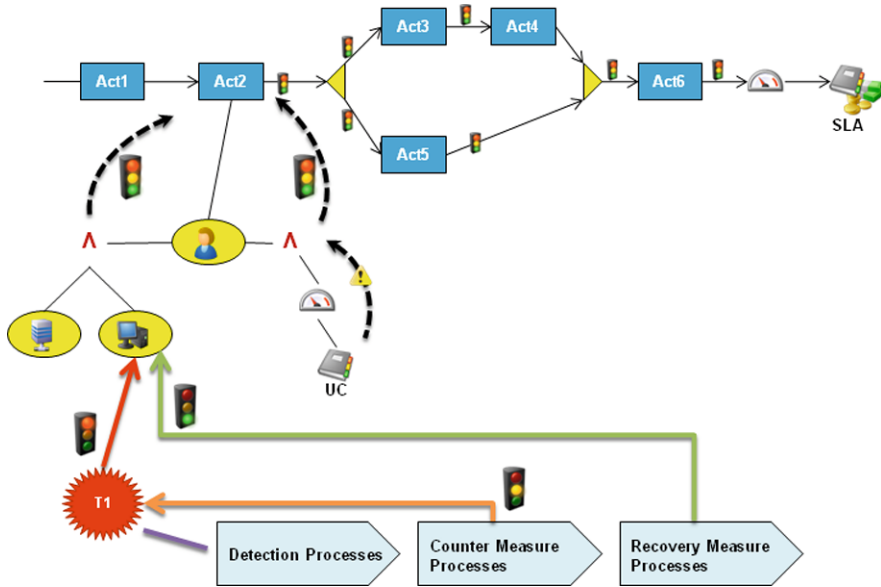 Act3
Act4
Act1
Act2
Act6
SLA
Act5
Λ
Λ
UC
T1
Detection Processes
Counter Measure
Processes
Recovery Measure
Processes